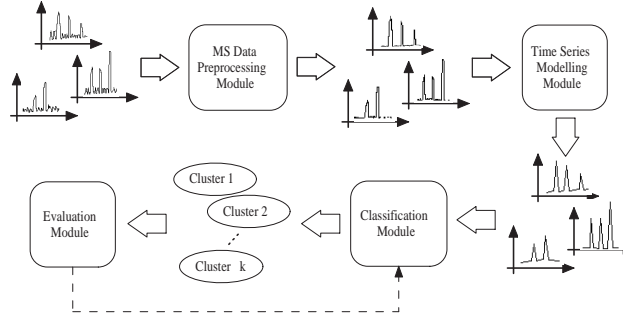 MS Data
Preprocessing
Module
Time Series
Modelling
Module
Cluster 1
Cluster 2
Cluster k
Evaluation
Module
Classification
Module